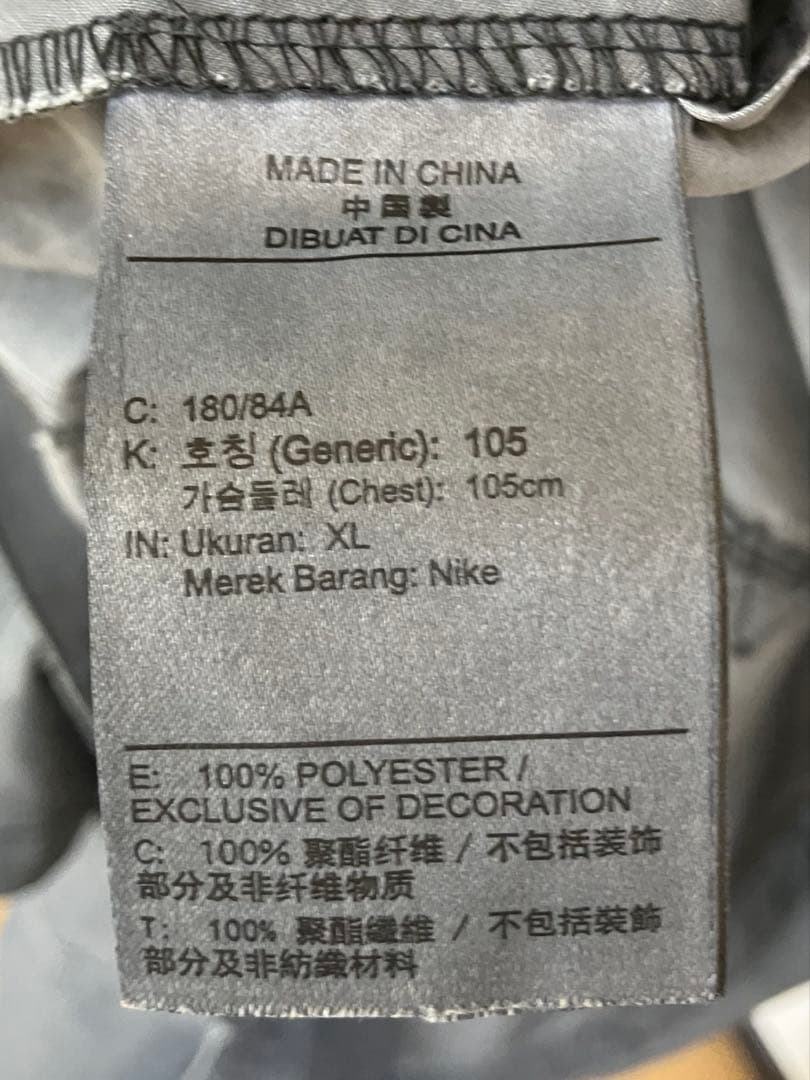 MADE IN CHINA
中国製
DIBUAT DI CINA
C: 180/84A
K: 호칭 (Generic): 105
가슴둘레 (Chest): 105cm
IN: Ukuran: XL
Merek Barang: Nike
E: 100% POLYESTER /
EXCLUSIVE OF DECORATION
C: 100% 聚酯纤维 / 不包括装饰
部分及非纤维物质
T: 100% 聚酯纖維 / 不包括裝飾
部分及非紡織材料